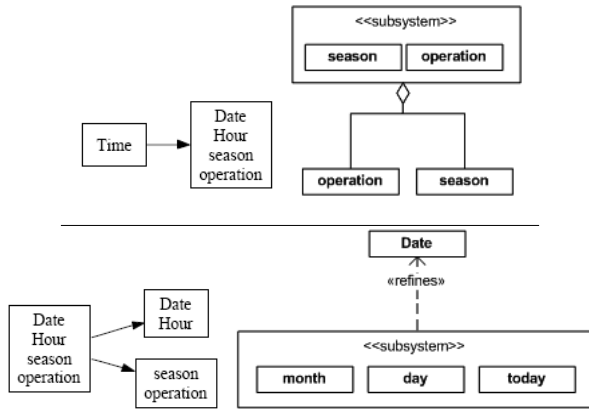 <<subsystem>>
season operation
Time
Date
Hour
season
operation
operation season
Date
«refines»
Date
Hour
season
operation
Date
Hour
season
operation
<<subsystem>>
month day today